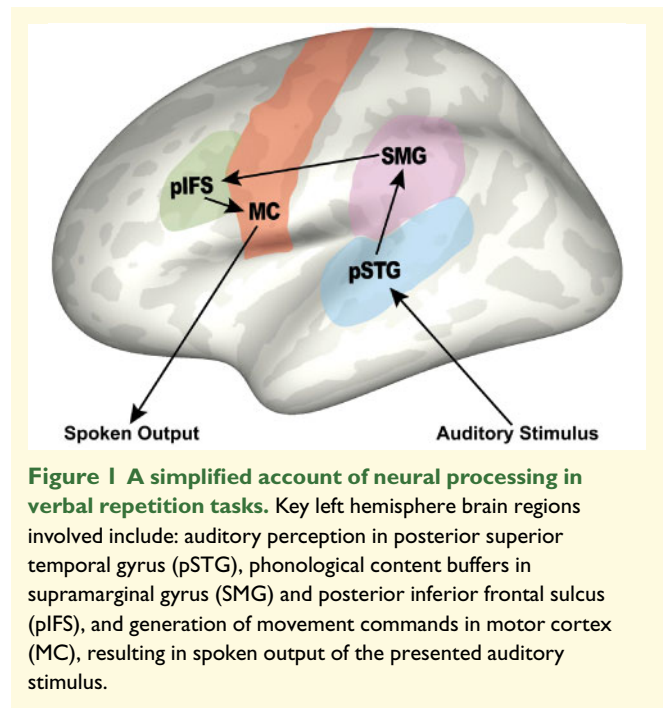 SMG
pIFS
MC
pSTG
Spoken Output
Auditory Stimulus
Figure 1 A simplified account of neural processing in
verbal repetition tasks. Key left hemisphere brain regions
involved include: auditory perception in posterior superior
temporal gyrus (pSTG), phonological content buffers in
supramarginal gyrus (SMG) and posterior inferior frontal sulcus
(pIFS), and generation of movement commands in motor cortex
(MC), resulting in spoken output of the presented auditory
stimulus.